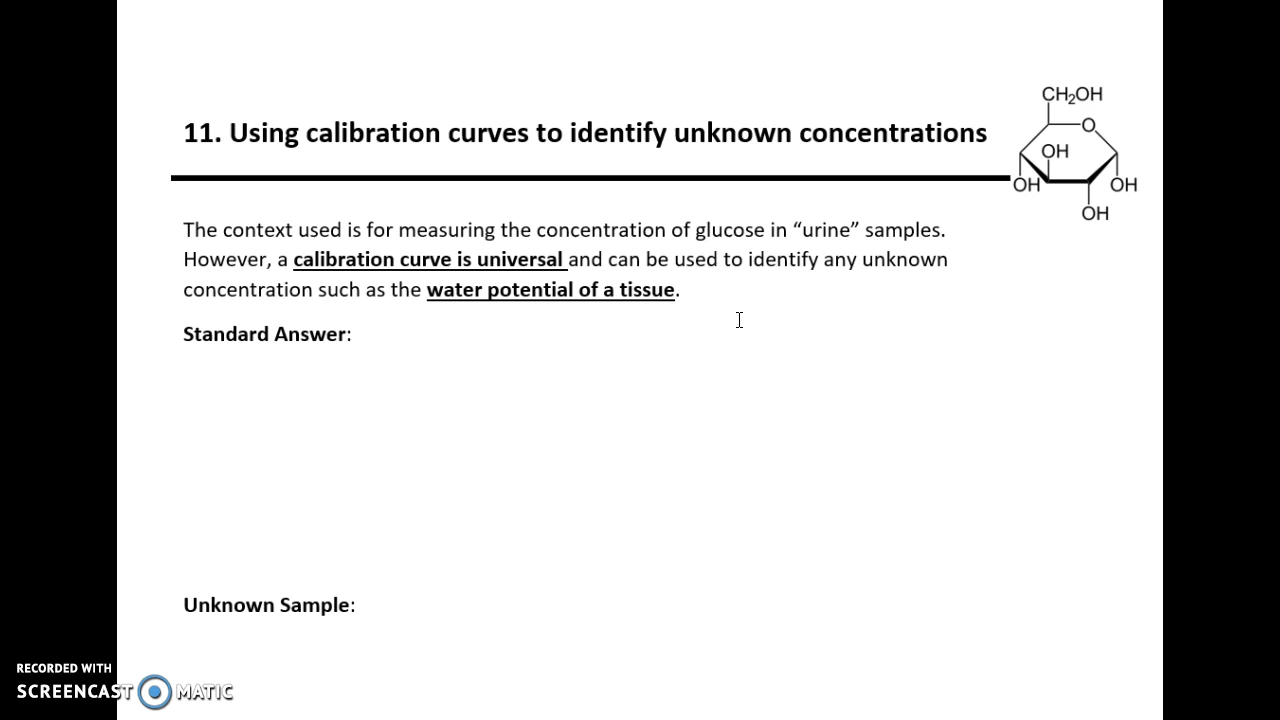 CH₂OH
11. Using calibration curves to identify unknown concentrations
O
OH
OH
OH
OH
The context used is for measuring the concentration of glucose in “urine” samples.
However, a calibration curve is universal and can be used to identify any unknown
concentration such as the water potential of a tissue.
Standard Answer:
Unknown Sample:
RECORDED WITH
SCREENCAST MATIC